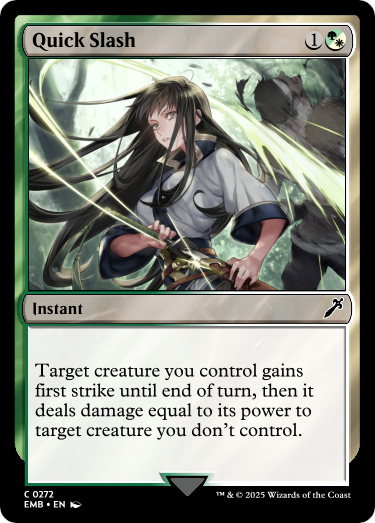 Quick Slash 1
Instant
Target creature you control gains
first strike until end of turn, then it
deals damage equal to its power to
target creature you don't control.
C 0272
EMB • EN
™ & © 2025 Wizards of the Coast